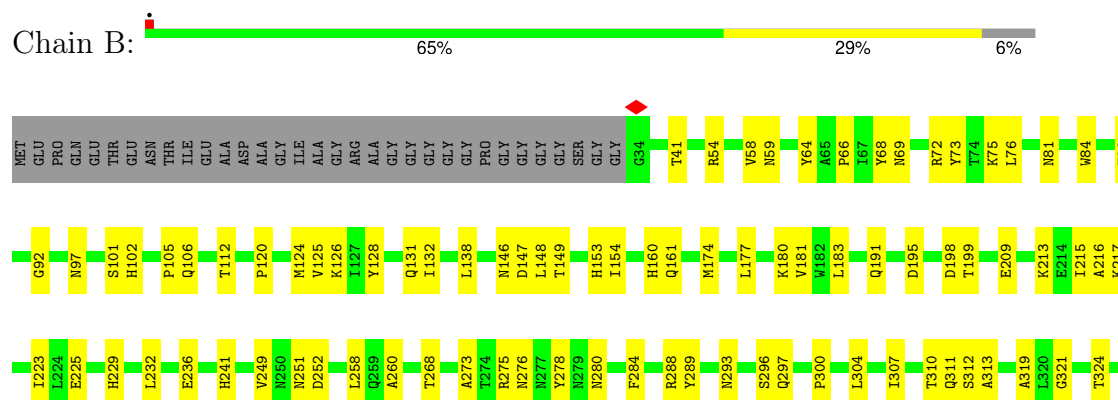 Chain B:
65% 29% 6%
MET GLU PRO GLN GLU THR GLU ASN THR ILE GLU ALA ASP ALA GLY ILE ALA GLY ARG ALA GLY GLY GLY GLY GLY PRO GLY GLY GLY GLY SER GLY GLY G34 T41 R54 V58 N59 Y64 A65 P66 I67 Y68 N69 R72 Y73 T74 K75 L76 N81 W84
G92 N97 S101 H102 P105 Q106 T112 P120 M124 V125 K126 I127 Y128 Q131 I132 L138 N146 D147 L148 T149 H153 I154 H160 Q161 M174 L177 K180 V181 W182 L183 Q191 D195 D198 T199 E209 K213 E214 I215 A216 K217
I223 L224 E225 H229 L232 E236 H241 V249 N250 N251 D252 L258 Q259 A260 T268 A273 T274 R275 N276 N277 Y278 N279 N280 F284 R288 Y289 N293 S296 Q297 P300 L304 I307 T310 Q311 S312 A313 A319 L320 G321 T324